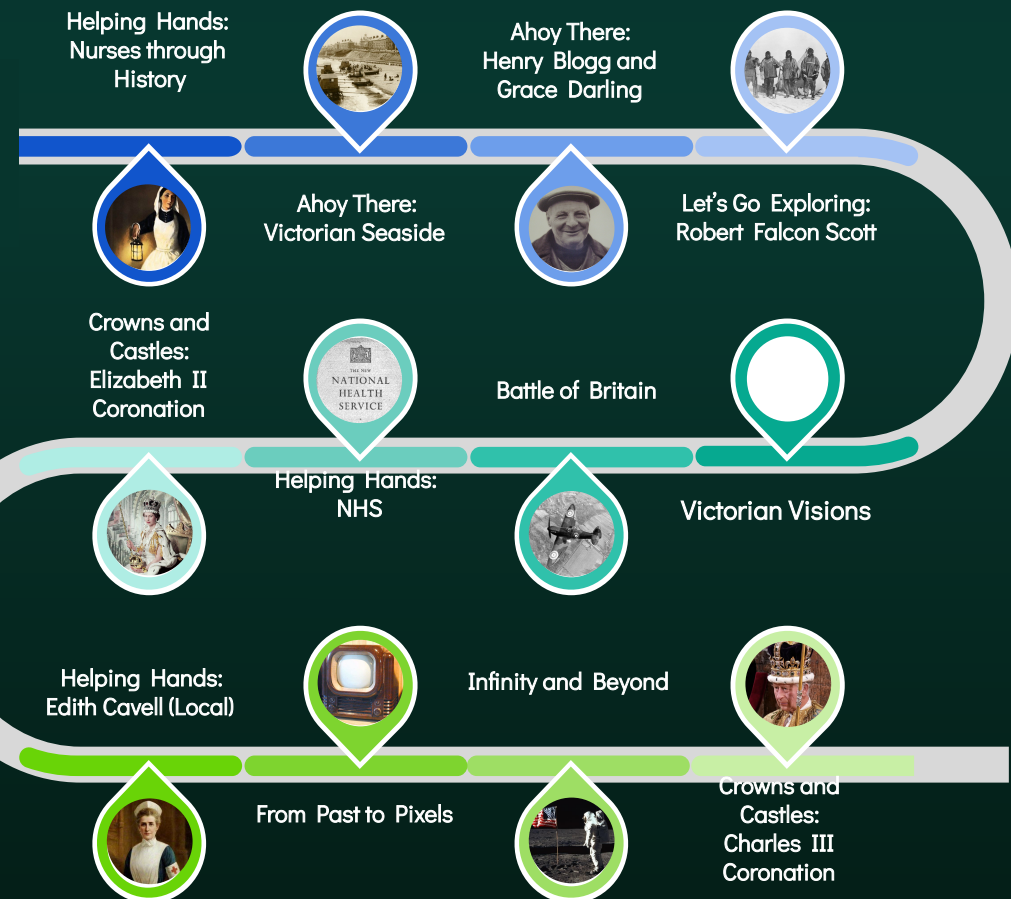 Helping Hands:
Nurses through
History
Ahoy There:
Victorian Seaside
Ahoy There:
Henry Blogg and
Grace Darling
Let's Go Exploring:
Robert Falcon Scott
Crowns and
Castles:
Elizabeth II
Coronation
THE NEW
NATIONAL
HEALTH
SERVICE
Helping Hands:
NHS
Battle of Britain
Victorian Visions
Helping Hands:
Edith Cavell (Local)
From Past to Pixels
Infinity and Beyond
Crowns and
Castles:
Charles III
Coronation